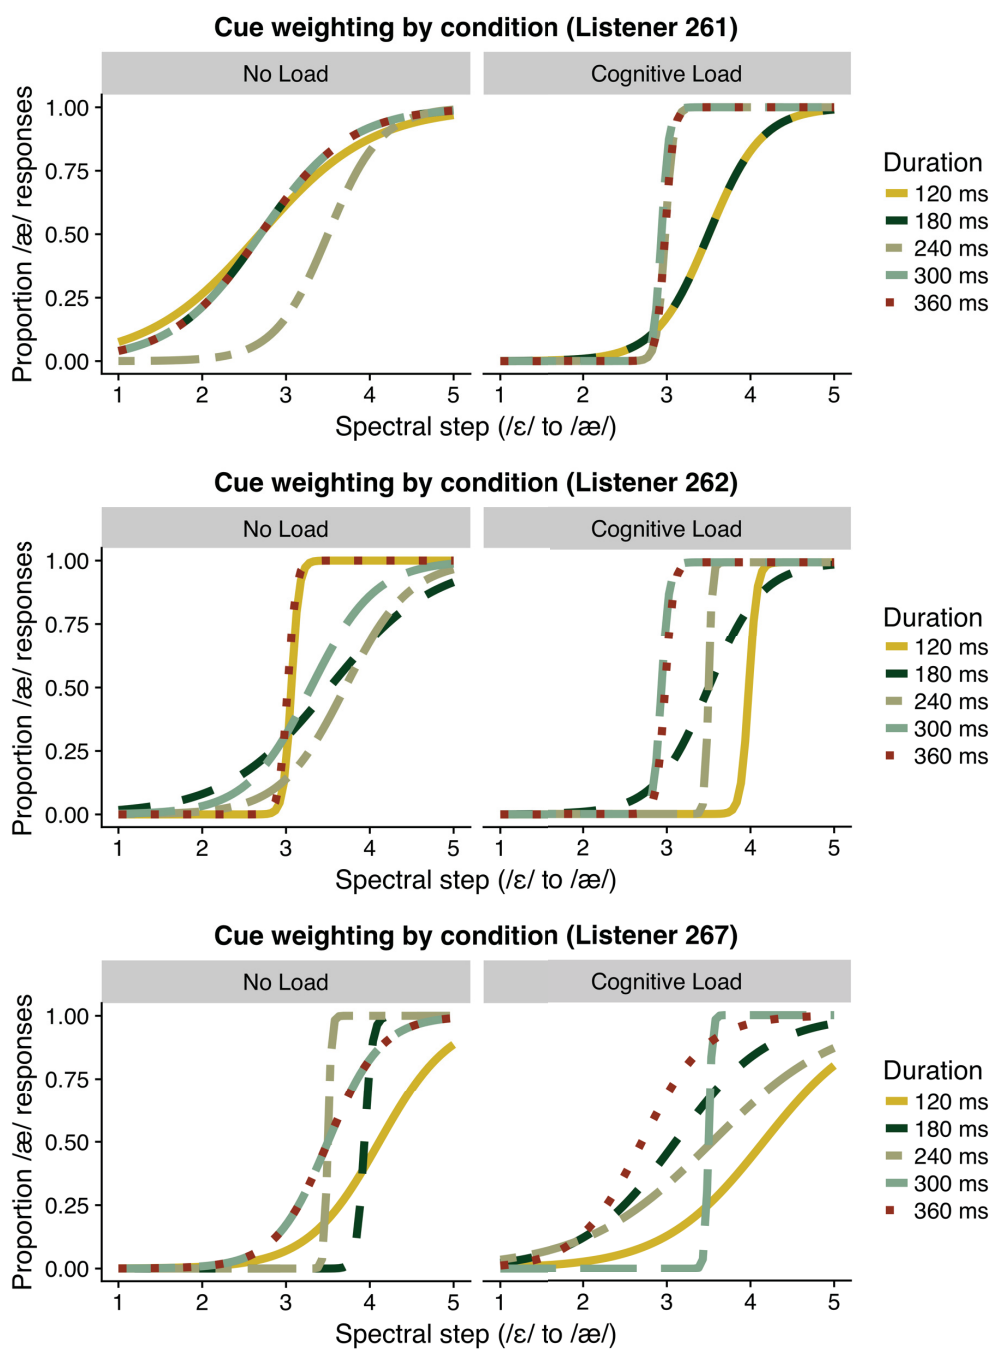 Cue weighting by condition (Listener 261)
No Load
Cognitive Load
Proportion /æ/ responses
1.00
0.75
0.50
0.25
0.00
1 2 3 4 5
1 2 3 4 5
Spectral step (/ɛ/ to /æ/)
Duration
120 ms
180 ms
240 ms
300 ms
360 ms
Cue weighting by condition (Listener 262)
No Load
Cognitive Load
Proportion /æ/ responses
1.00
0.75
0.50
0.25
0.00
1 2 3 4 5
1 2 3 4 5
Spectral step (/ɛ/ to /æ/)
Duration
120 ms
180 ms
240 ms
300 ms
360 ms
Cue weighting by condition (Listener 267)
No Load
Cognitive Load
Proportion /æ/ responses
1.00
0.75
0.50
0.25
0.00
1 2 3 4 5
1 2 3 4 5
Spectral step (/ɛ/ to /æ/)
Duration
120 ms
180 ms
240 ms
300 ms
360 ms